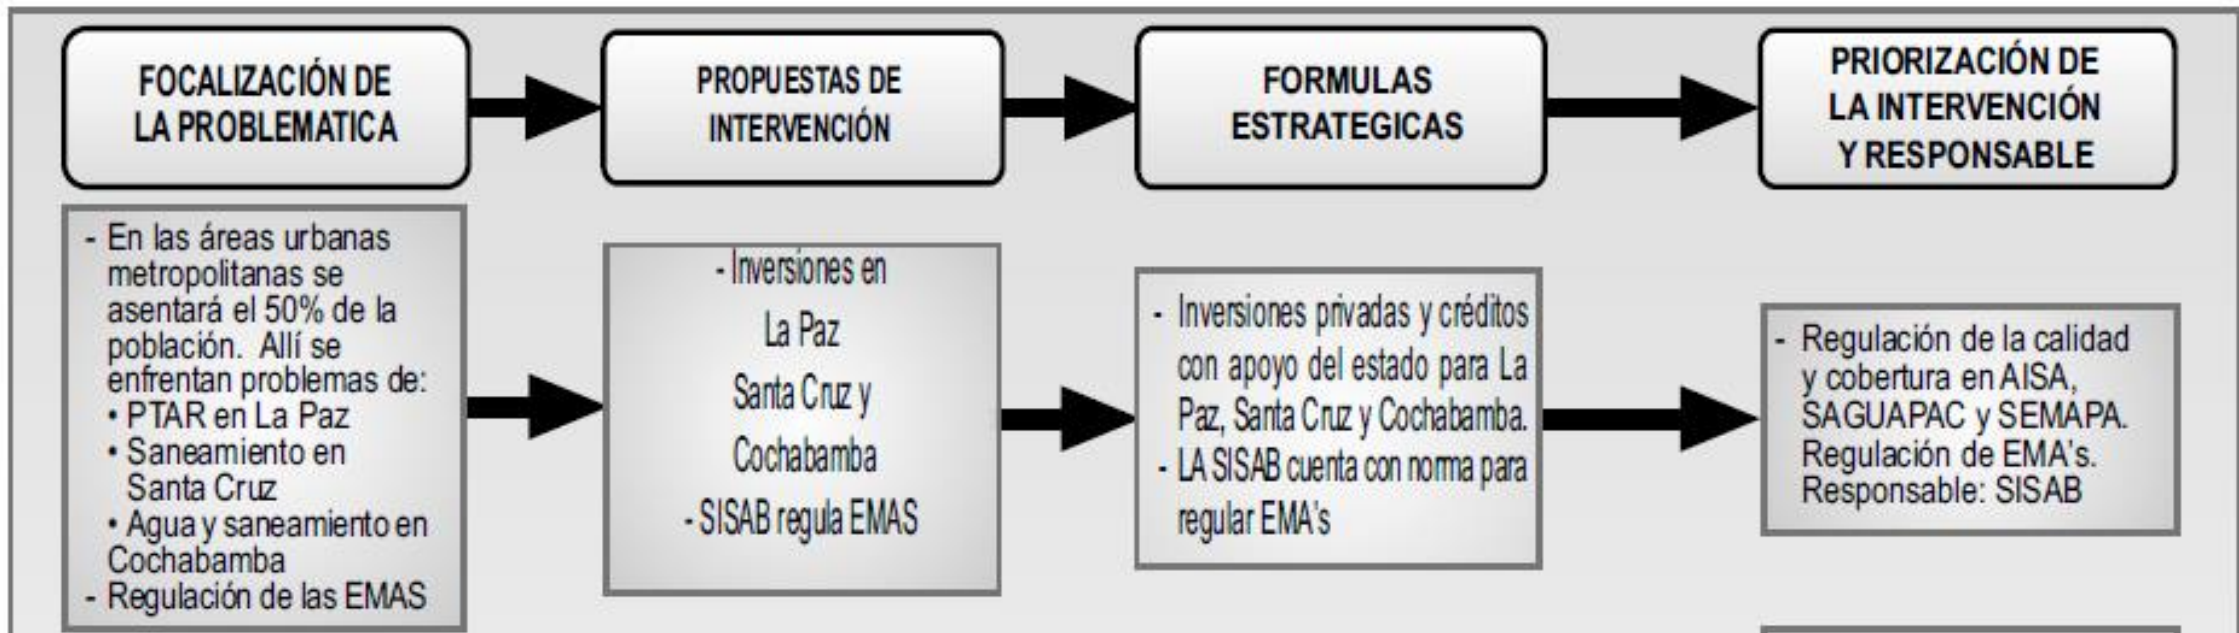 FOCALIZACIÓN DE
LA PROBLEMATICA
PROPUESTAS DE
INTERVENCIÓN
FORMULAS
ESTRATEGICAS
PRIORIZACIÓN DE
LA INTERVENCIÓN
Y RESPONSABLE
- En las áreas urbanas
metropolitanas se
asentará el 50% de la
población. Allí se
enfrentan problemas de:
• PTAR en La Paz
• Saneamiento en
Santa Cruz
• Agua y saneamiento en
Cochabamba
- Regulación de las EMAS
- Inversiones en
La Paz
Santa Cruz y
Cochabamba
- SISAB regula EMAS
- Inversiones privadas y créditos
con apoyo del estado para La
Paz, Santa Cruz y Cochabamba.
- LA SISAB cuenta con norma para
regular EMA's
- Regulación de la calidad
y cobertura en AISA,
SAGUAPAC y SEMAPA.
Regulación de EMA's.
Responsable: SISAB